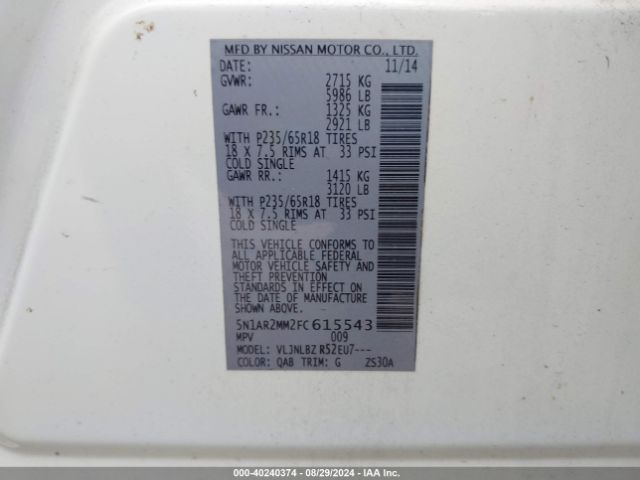 MFD BY NISSAN MOTOR CO., LTD.
DATE: 11/14
GVWR: 2715 KG
5986 LB
GAWR FR.: 1325 KG
2921 LB
WITH P235/65R18 TIRES
18 X 7.5 RIMS AT 33 PSI
COLD SINGLE
GAWR RR.: 1415 KG
3120 LB
WITH P235/65R18 TIRES
18 X 7.5 RIMS AT 33 PSI
COLD SINGLE
THIS VEHICLE CONFORMS TO
ALL APPLICABLE FEDERAL
MOTOR VEHICLE SAFETY AND
THEFT PREVENTION
STANDARDS IN EFFECT ON
THE DATE OF MANUFACTURE
SHOWN ABOVE.
5N1AR2MM2FC615543
MPV 009
MODEL: VLJNLBZ R52EU7---
COLOR: QAB TRIM: G ZS30A
000-40240374 - 08/29/2024 - IAAI.COM